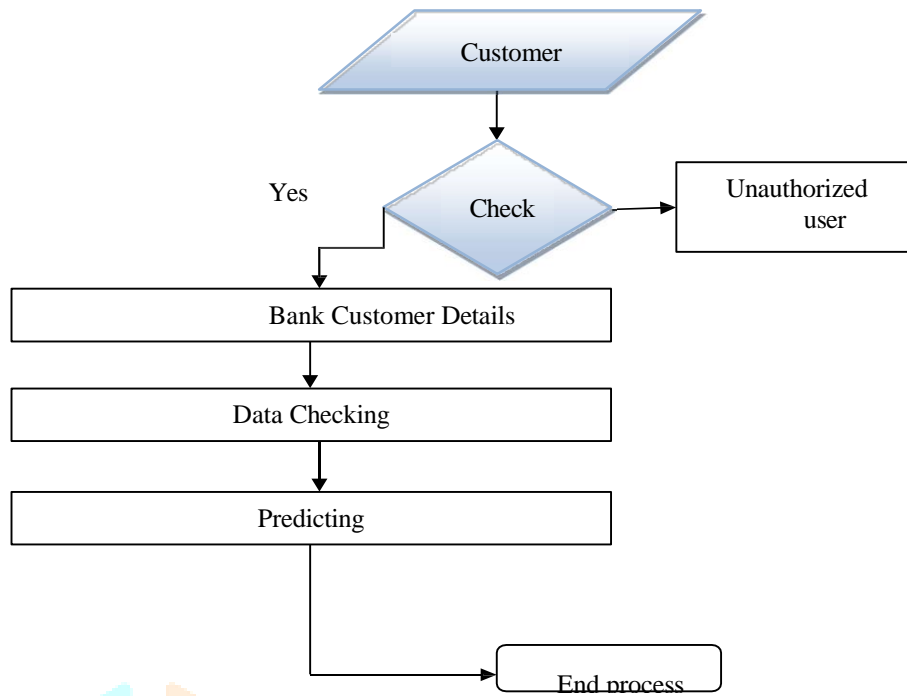 Customer
Check
Yes
Unauthorized
user
Bank Customer Details
Data Checking
Predicting
End process